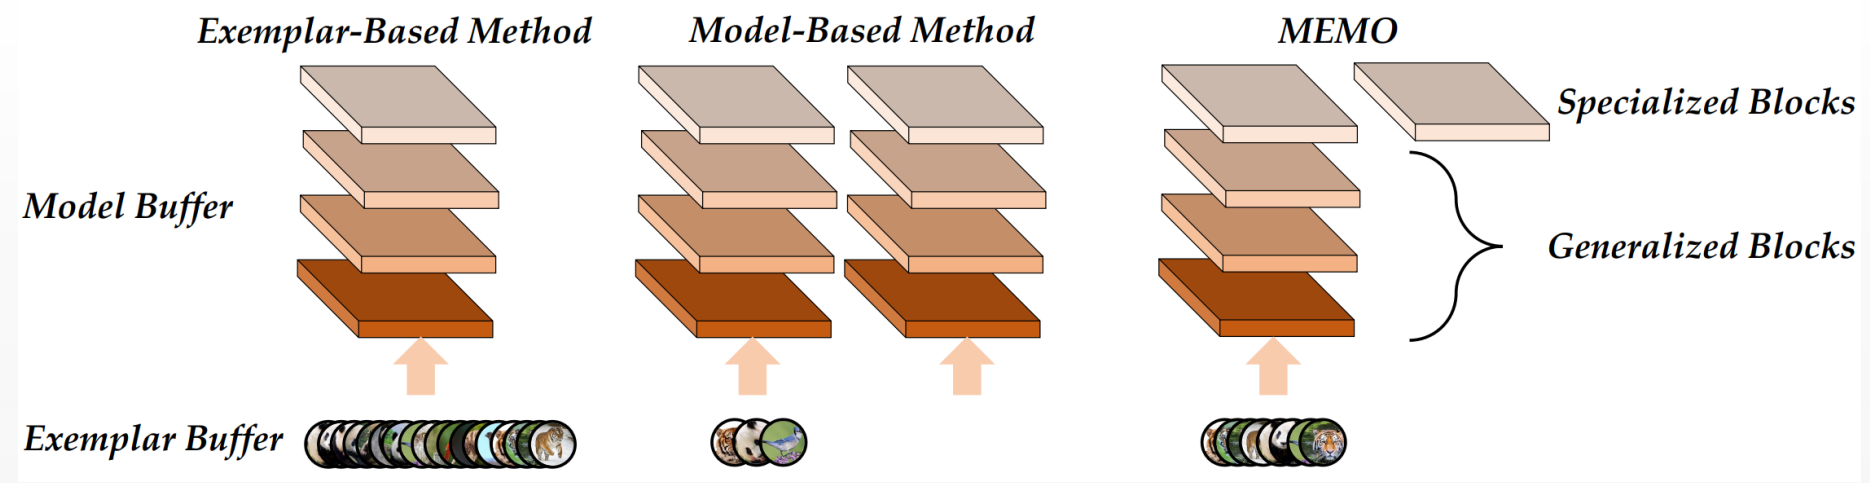 Exemplar-Based Method
Model-Based Method
MEMO
Specialized Blocks
Model Buffer
Generalized Blocks
Exemplar Buffer